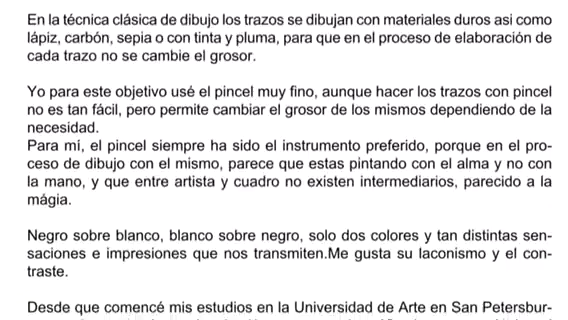 En la técnica clásica de dibujo los trazos se dibujan con materiales duros asi como
lápiz, carbón, sepia o con tinta y pluma, para que en el proceso de elaboración de
cada trazo no se cambie el grosor.
Yo para este objetivo usé el pincel muy fino, aunque hacer los trazos con pincel
no es tan fácil, pero permite cambiar el grosor de los mismos dependiendo de la
necesidad.
Para mí, el pincel siempre ha sido el instrumento preferido, porque en el pro-
ceso de dibujo con el mismo, parece que estas pintando con el alma y no con
la mano, y que entre artista y cuadro no existen intermediarios, parecido a la
mágia.
Negro sobre blanco, blanco sobre negro, solo dos colores y tan distintas sen-
saciones e impresiones que nos transmiten.Me gusta su laconismo y el con-
traste.
Desde que comencé mis estudios en la Universidad de Arte en San Petersbur-